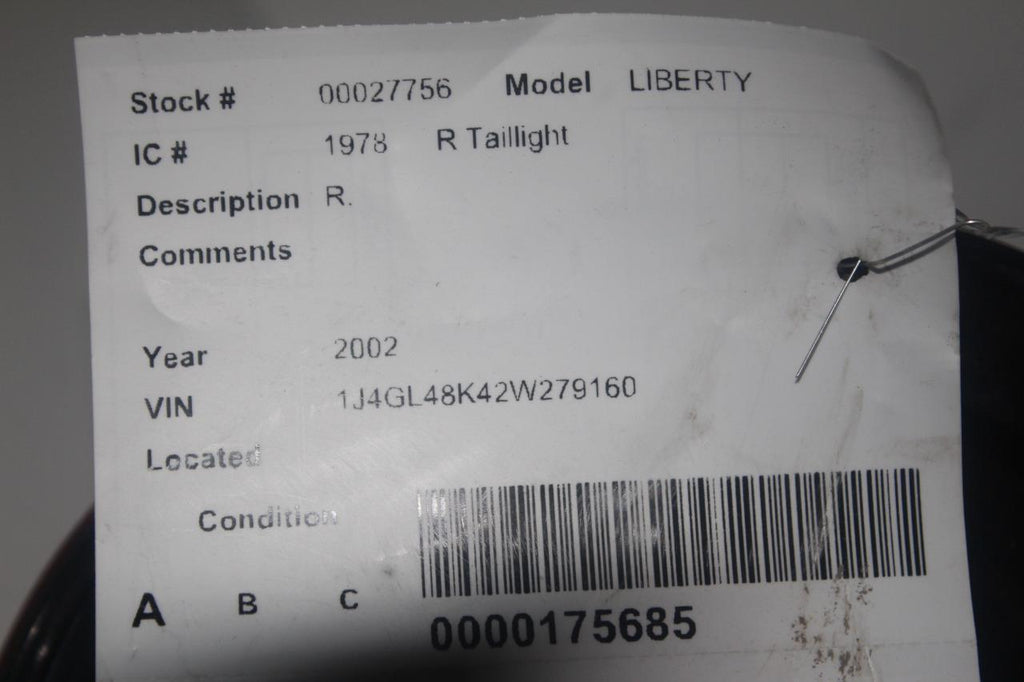 Stock # 00027756 Model LIBERTY
IC # 1978 R Taillight
Description R.
Comments
Year 2002
VIN 1J4GL48K42W279160
Located
Condition
A B C
0000175685